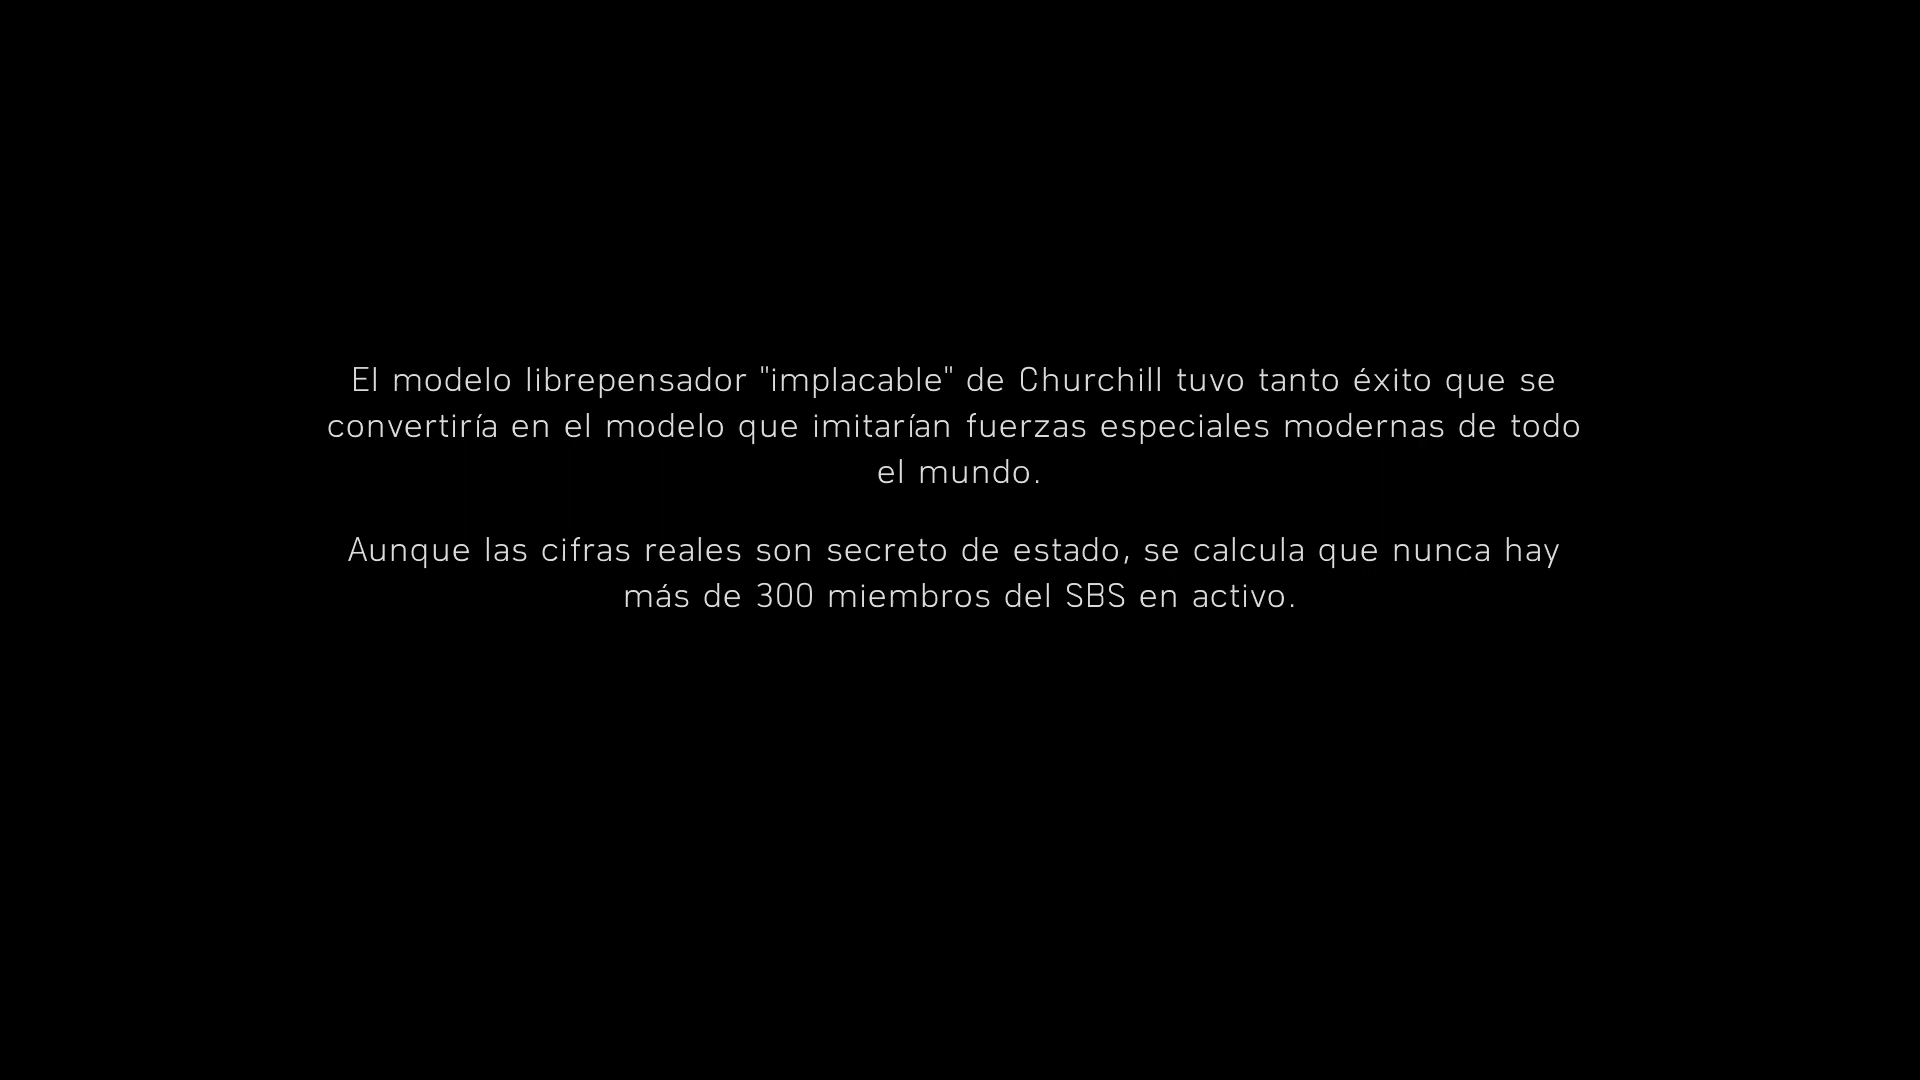 El modelo librepensador "implacable" de Churchill tuvo tanto éxito que se
convertiría en el modelo que imitarían fuerzas especiales modernas de todo
el mundo.
Aunque las cifras reales son secreto de estado, se calcula que nunca hay
más de 300 miembros del SBS en activo.